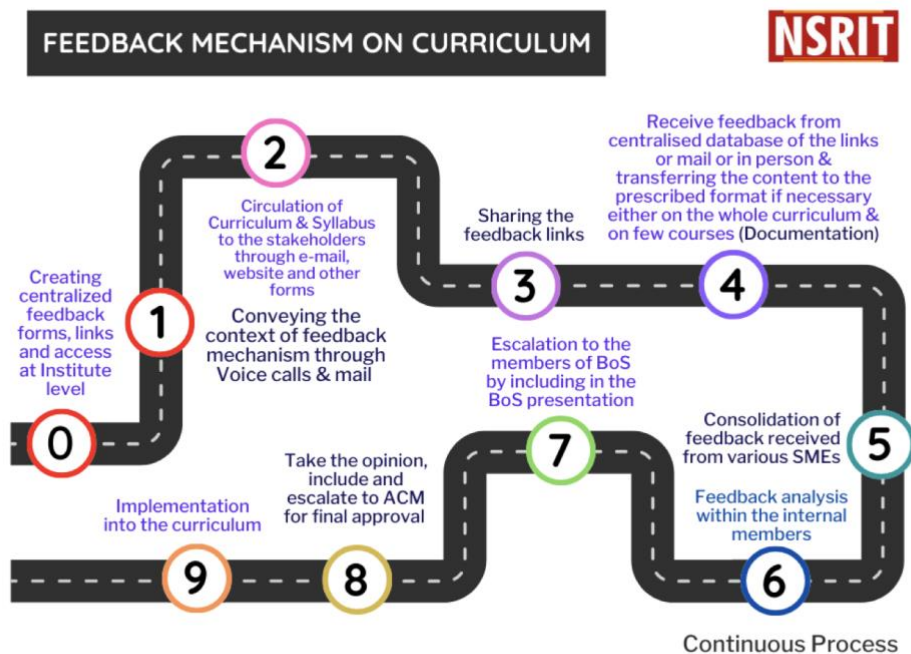 FEEDBACK MECHANISM ON CURRICULUM
NSRIT
Creating
centralized
feedback
forms, links
and access
at Institute
level
0
1
2
Circulation of
Curriculum & Syllabus
to the stakeholders
through e-mail,
website and other
forms
Conveying the
context of feedback
mechanism through
Voice calls & mail
Sharing the
feedback links
3
Receive feedback from
centralised database of the links
or mail or in person &
transferring the content to the
prescribed format if necessary
either on the whole curriculum &
on few courses (Documentation)
4
Consolidation of
feedback received
from various SMEs
5
Feedback analysis
within the internal
members
6
Escalation to the
members of BoS
by including in the
BoS presentation
7
Take the opinion,
include and
escalate to ACM
for final approval
8
Implementation
into the curriculum
9
Continuous Process